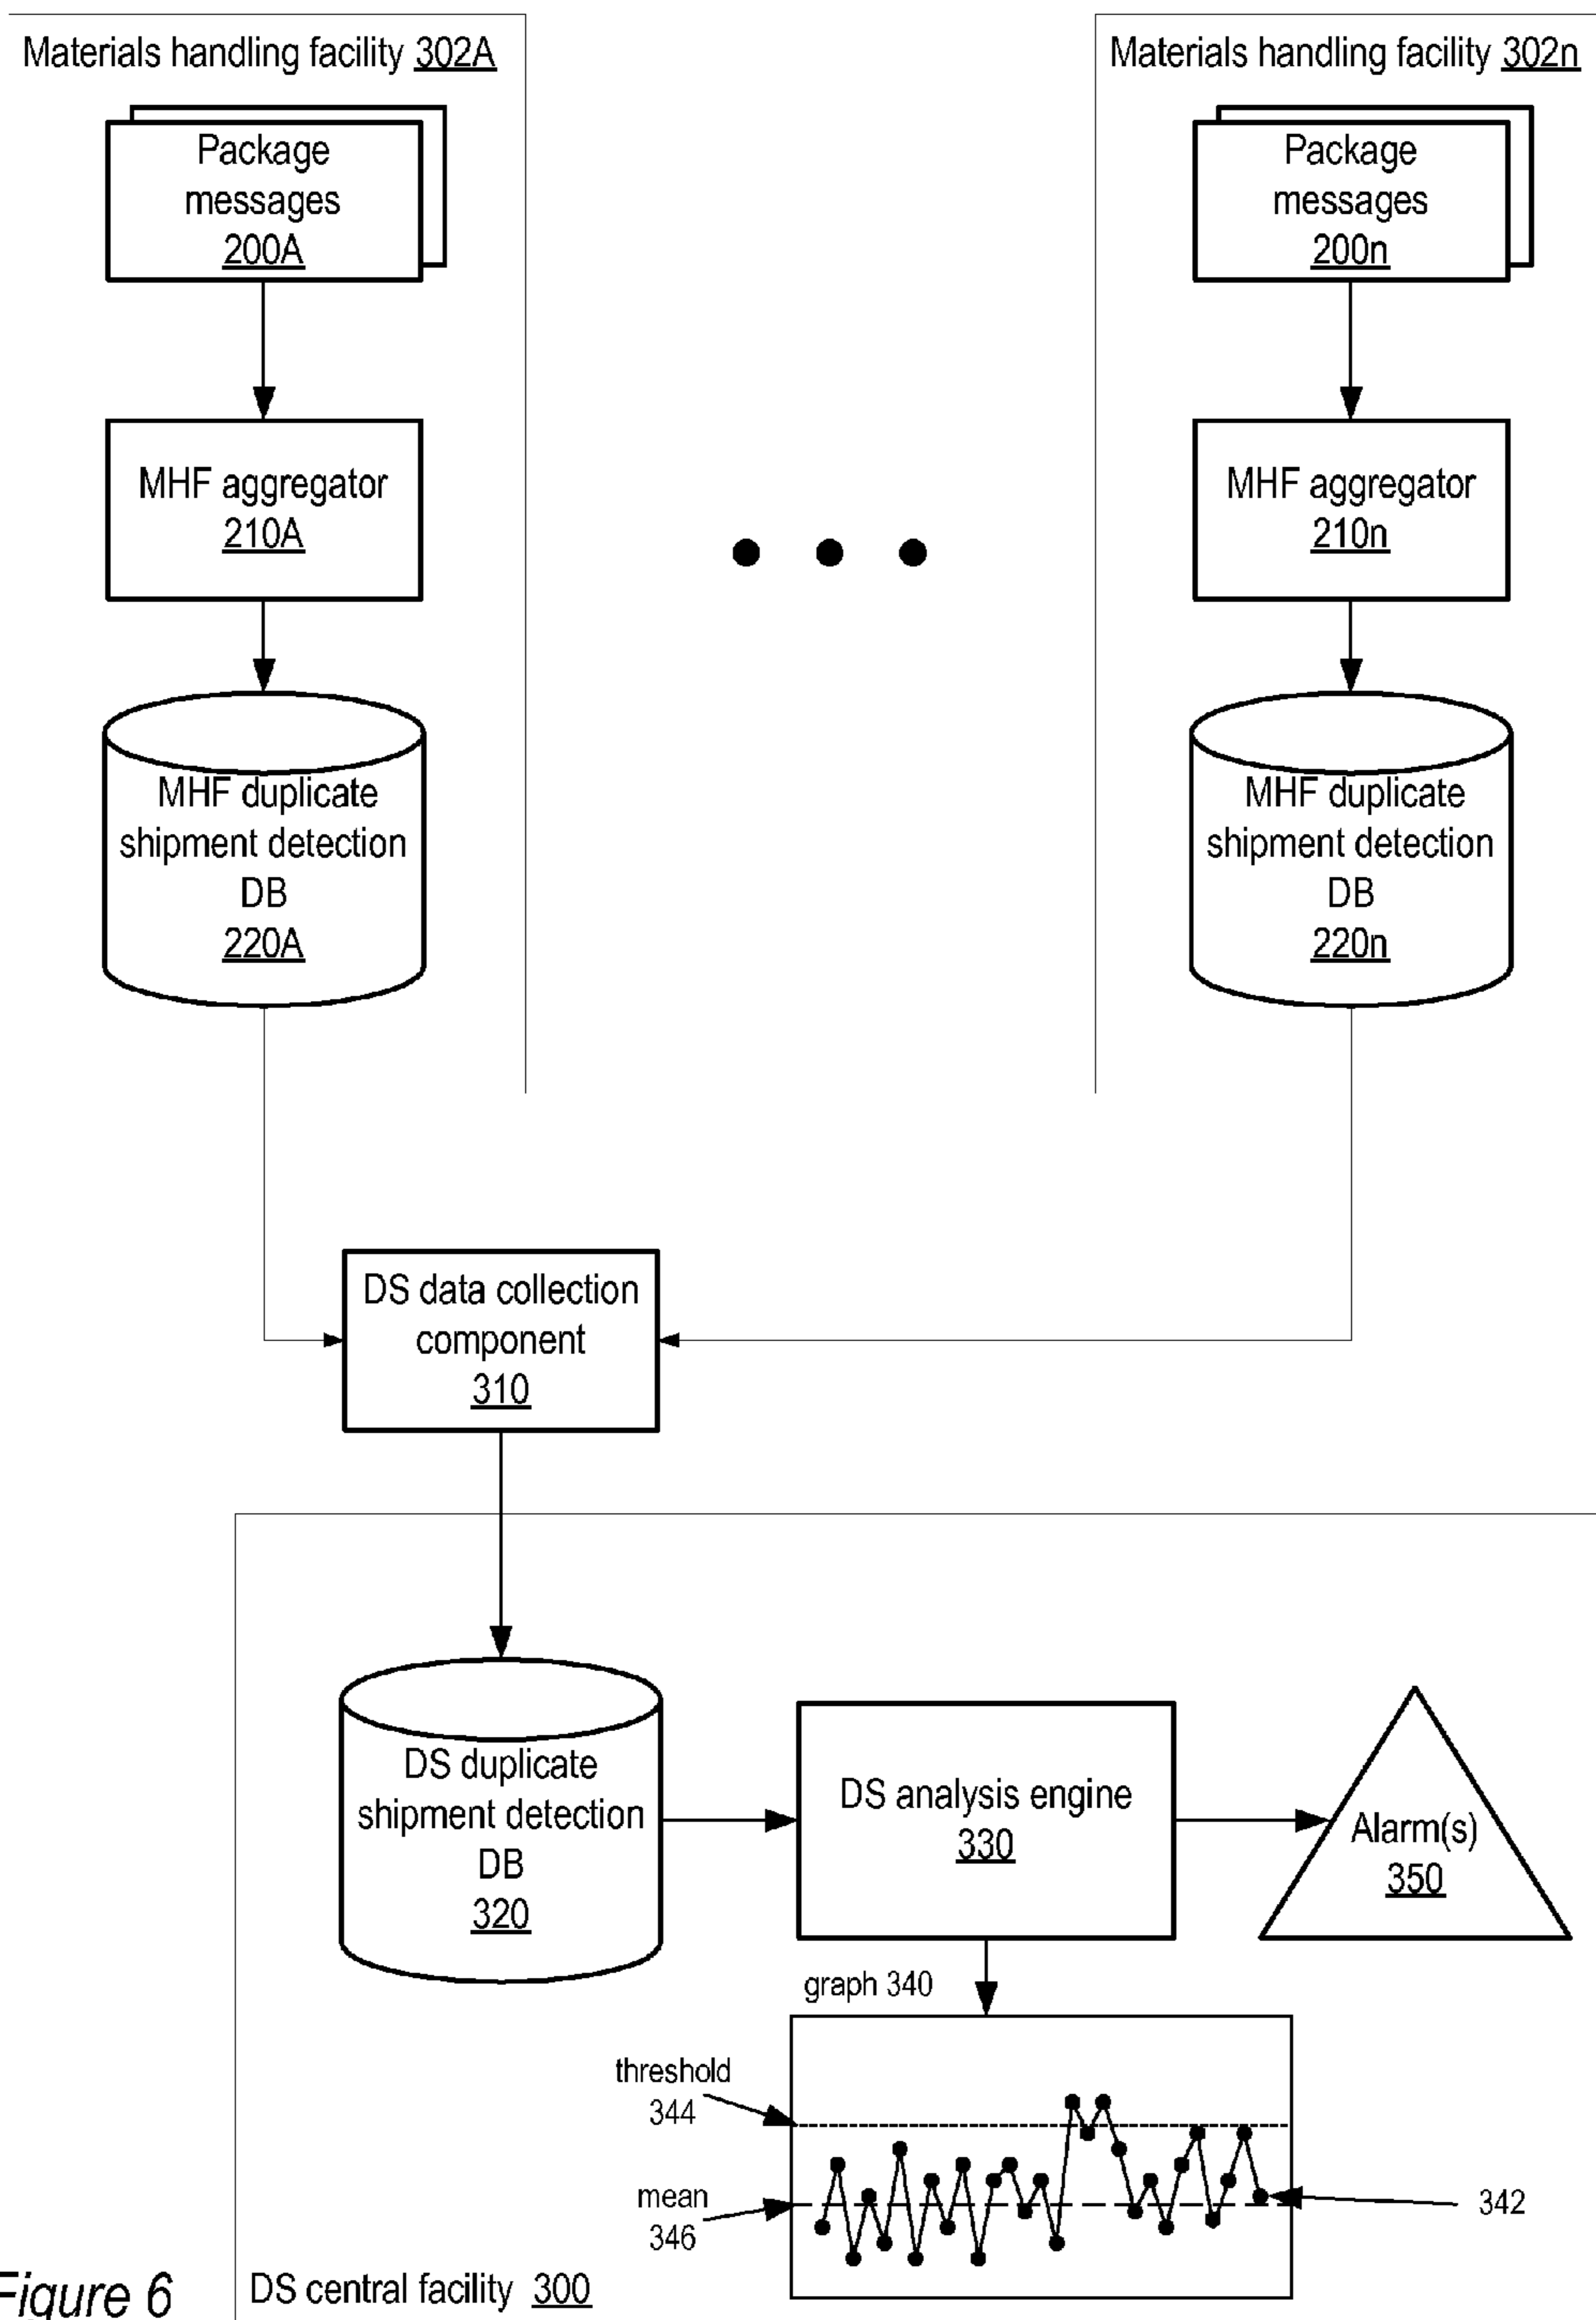 Materials handling facility 302A
Package
messages
200A
MHF aggregator
210A
MHF duplicate
shipment detection
DB
220A
Materials handling facility 302n
Package
messages
200n
MHF aggregator
210n
MHF duplicate
shipment detection
DB
220n
DS data collection
component
310
DS duplicate
shipment detection
DB
320
DS analysis engine
330
Alarm(s)
350
graph 340
threshold
344
mean
346
342
DS central facility 300
Figure 6